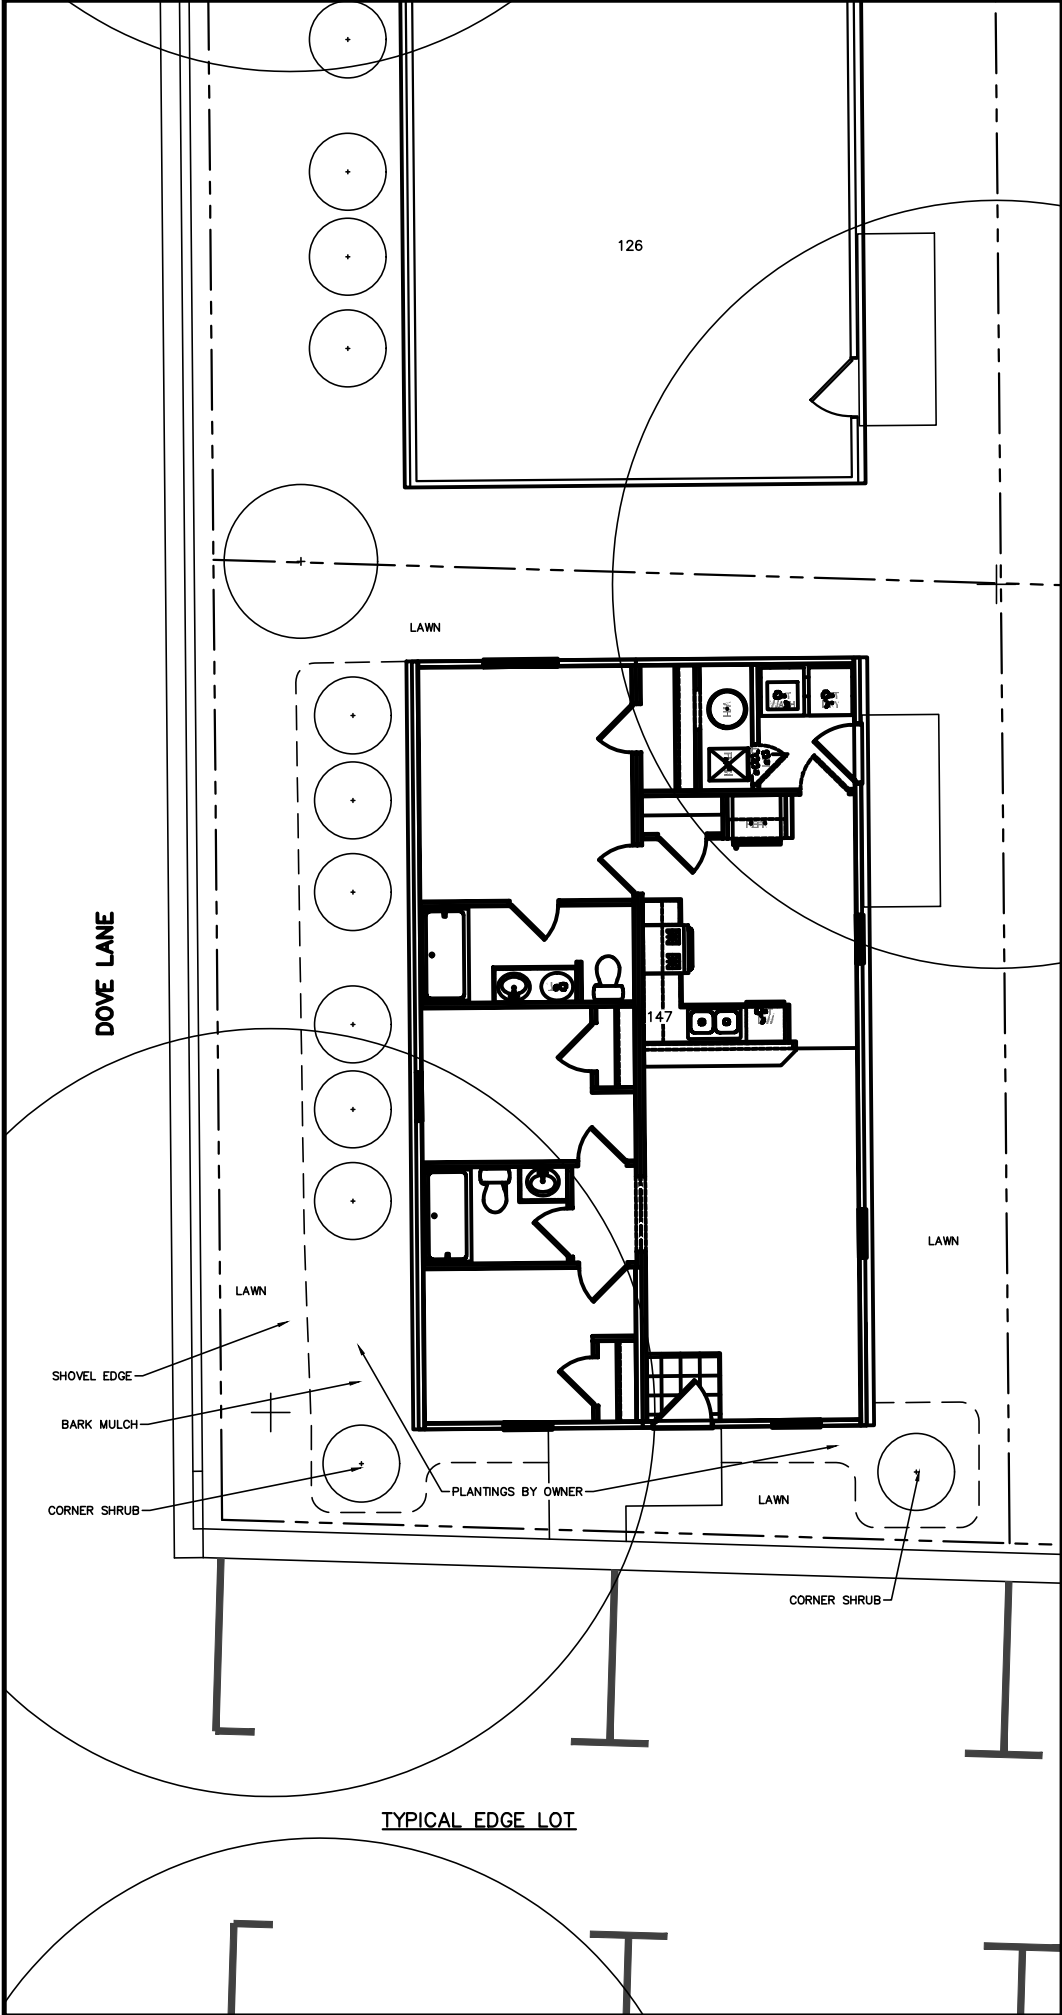 126
LAWN
WH
DOVE LANE
147
LAWN
LAWN
SHOVEL EDGE
BARK MULCH
PLANTINGS BY OWNER
LAWN
CORNER SHRUB
CORNER SHRUB
TYPICAL EDGE LOT